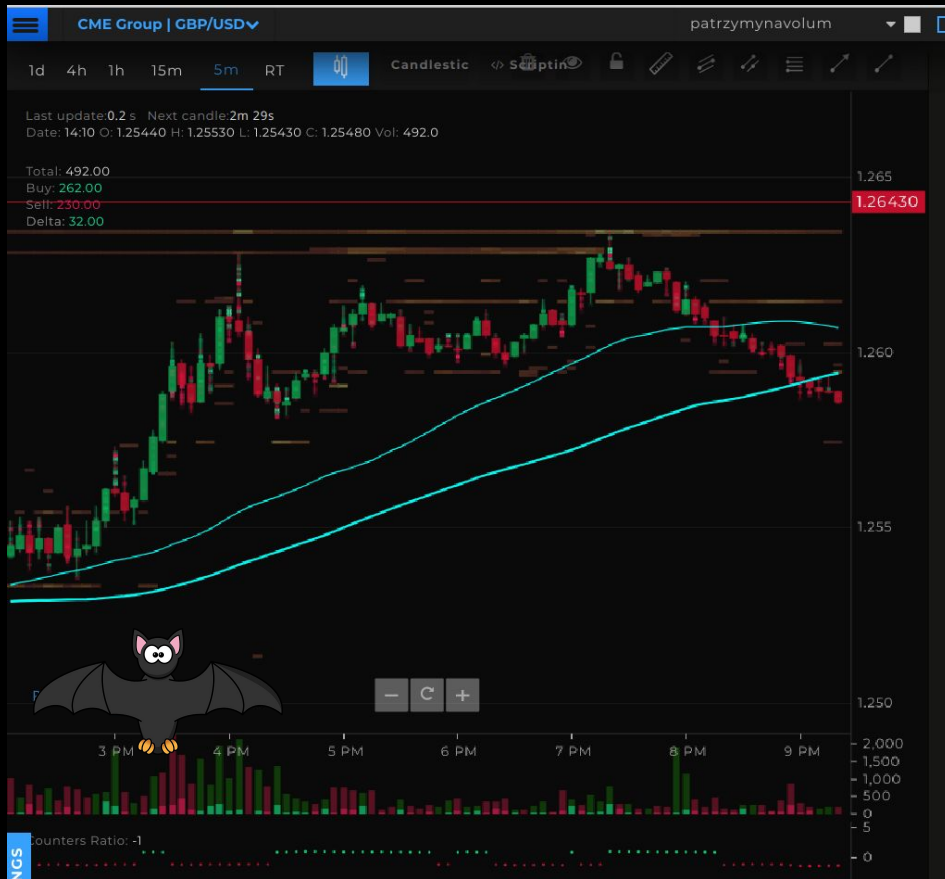 CME Group | GBP/USD
patrzymynavolum
1d 4h 1h 15m 5m RT Candlestic </> Scriptin
Last update:0.2 s Next candle:2m 29s
Date: 14:10 O: 1.25440 H: 1.25530 L: 1.25430 C: 1.25480 Vol: 492.0
Total: 492.00
Buy: 262.00
Sell: 230.00
Delta: 32.00
1.265
1.26430
1.260
1.255
1.250
3 PM 4 PM 5 PM 6 PM 7 PM 8 PM 9 PM
2,000
1,500
1,000
500
0
5
Counters Ratio: -1
0
NGS